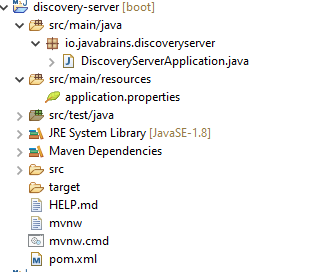 discovery-server [boot]
src/main/java
io.javabrains.discoveryserver
DiscoveryServerApplication.java
src/main/resources
application.properties
src/test/java
JRE System Library [JavaSE-1.8]
Maven Dependencies
src
target
HELP.md
mvnw
mvnw.cmd
pom.xml